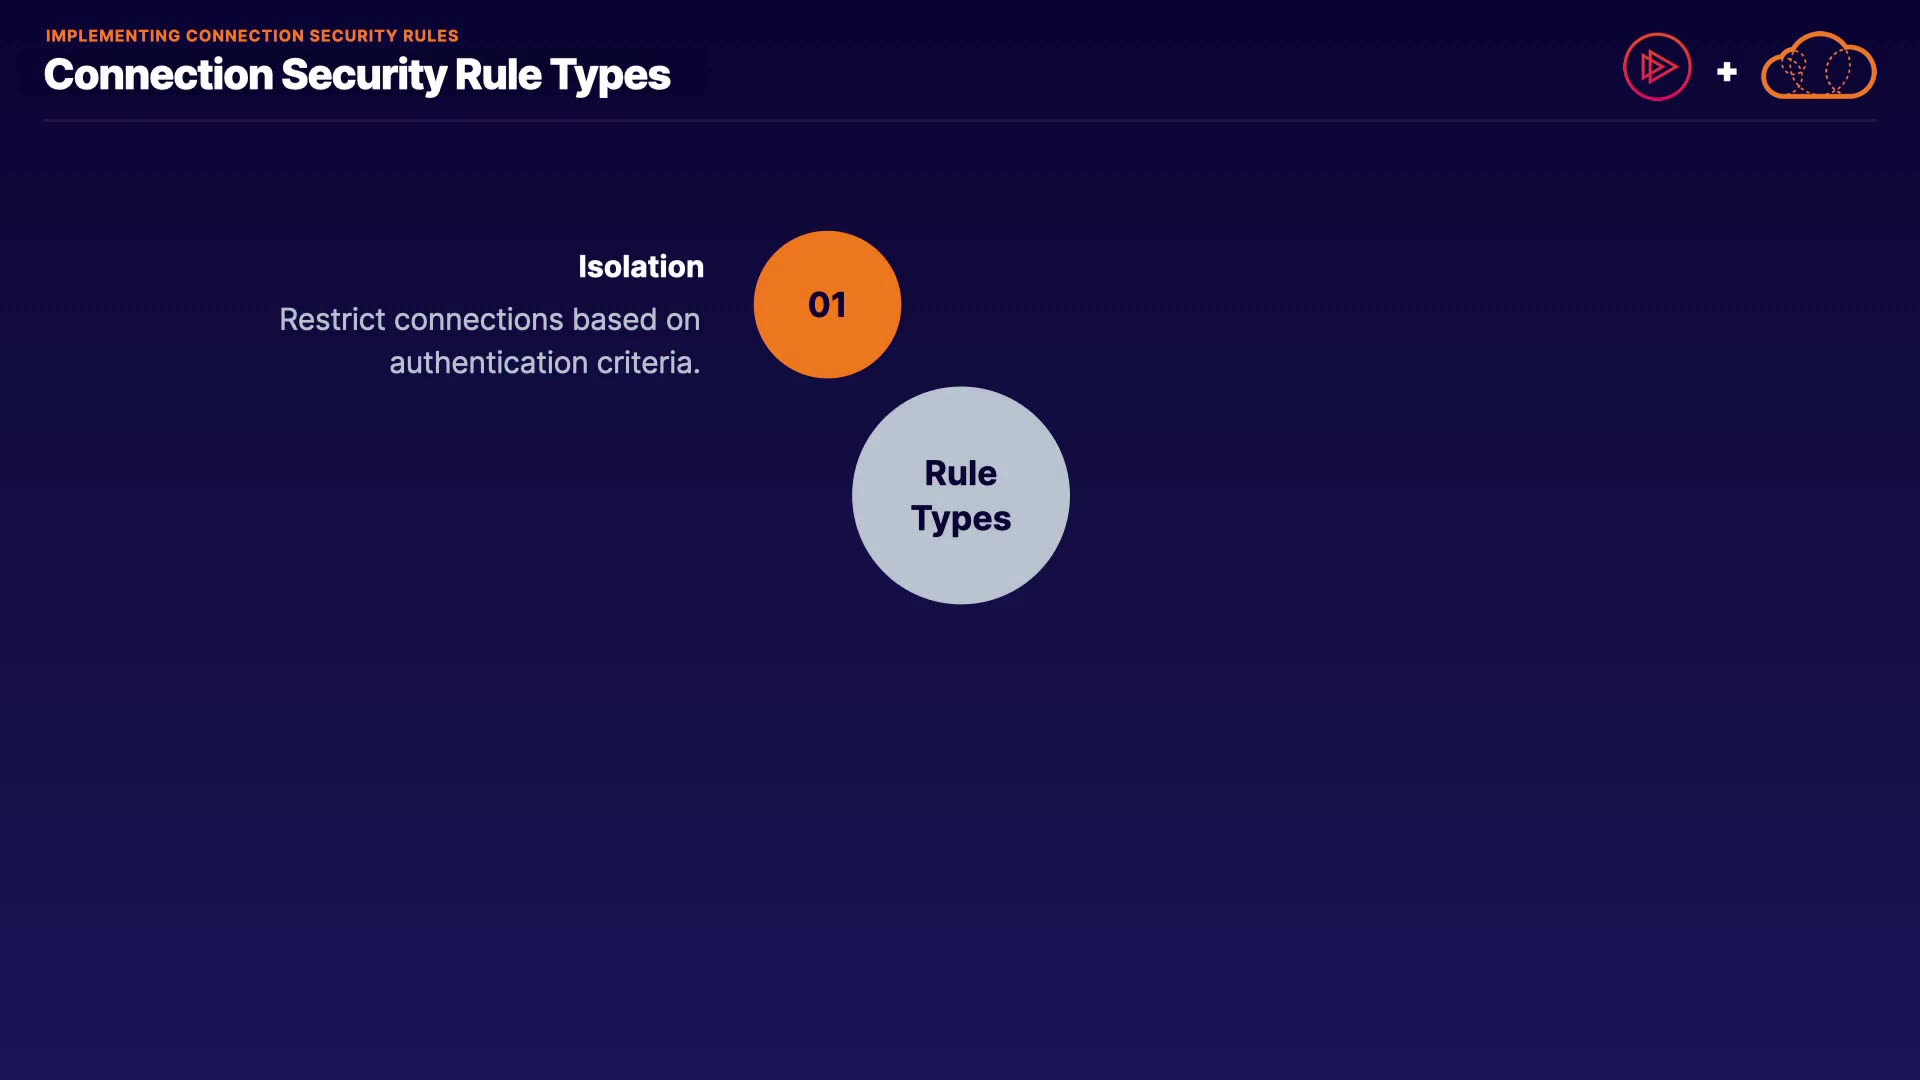 IMPLEMENTING CONNECTION SECURITY RULES
Connection Security Rule Types
Isolation
Restrict connections based on
authentication criteria.
01
Rule
Types